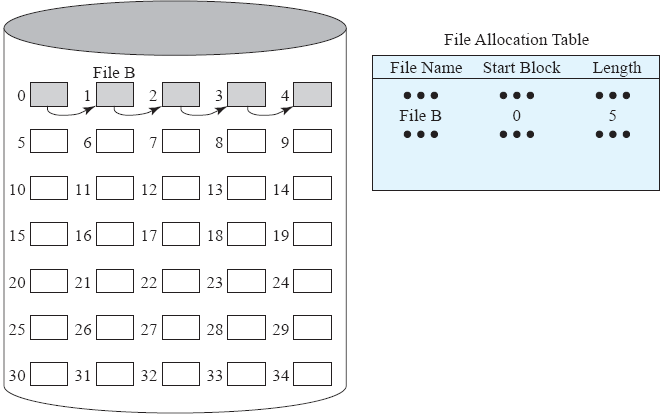 File Allocation Table
File Name Start Block Length
••• ••• •••
File B 0 5
••• ••• •••
File B
0 1 2 3 4
5 6 7 8 9
10 11 12 13 14
15 16 17 18 19
20 21 22 23 24
25 26 27 28 29
30 31 32 33 34